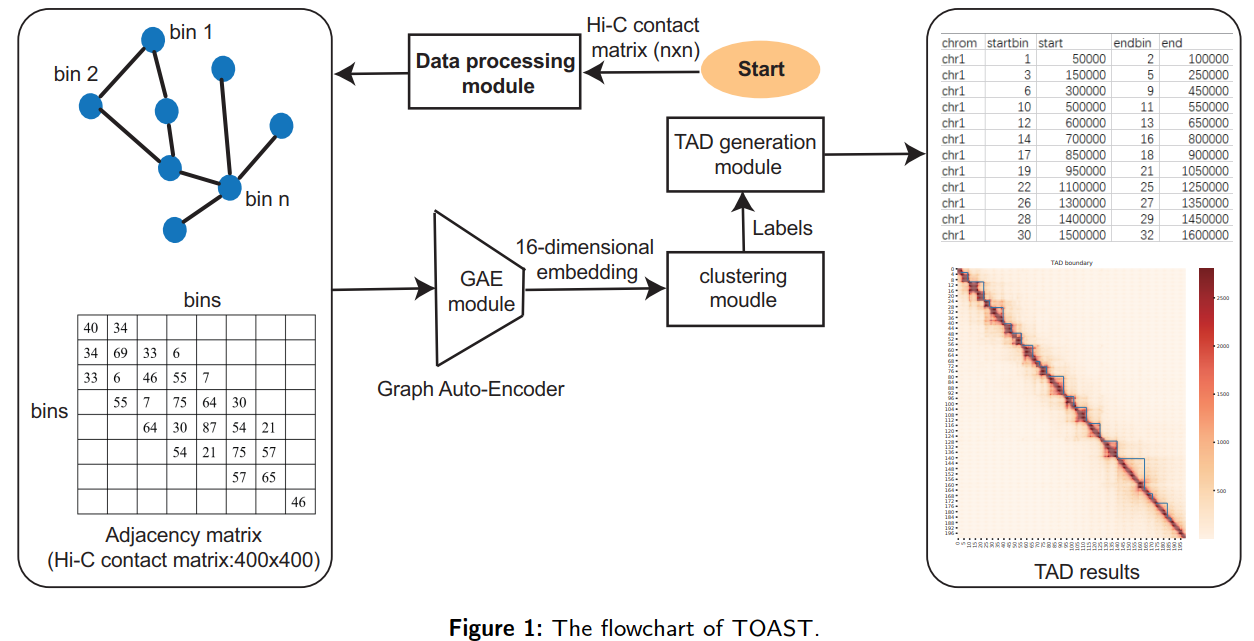 bin 1
bin 2
bin n
bins
bins
40 34
34 69 33 6
33 6 46 55 7
55 7 75 64 30
64 30 87 54 21
54 21 75 57
57 65
46
Adjacency matrix
(Hi-C contact matrix:400x400)
Data processing
module
Hi-C contact
matrix (nxn)
Start
GAE
module
Graph Auto-Encoder
16-dimensional
embedding
clustering
moudle
Labels
TAD generation
module
chrom startbin start endbin end
chr1 1 50000 2 100000
chr1 3 150000 5 250000
chr1 6 300000 9 450000
chr1 10 500000 11 550000
chr1 12 600000 13 650000
chr1 14 700000 16 800000
chr1 17 850000 18 900000
chr1 19 950000 21 1050000
chr1 22 1100000 25 1250000
chr1 26 1300000 27 1350000
chr1 28 1400000 29 1450000
chr1 30 1500000 32 1600000
TAD boundary
2500
2000
1500
1000
500
TAD results
Figure 1: The flowchart of TOAST.